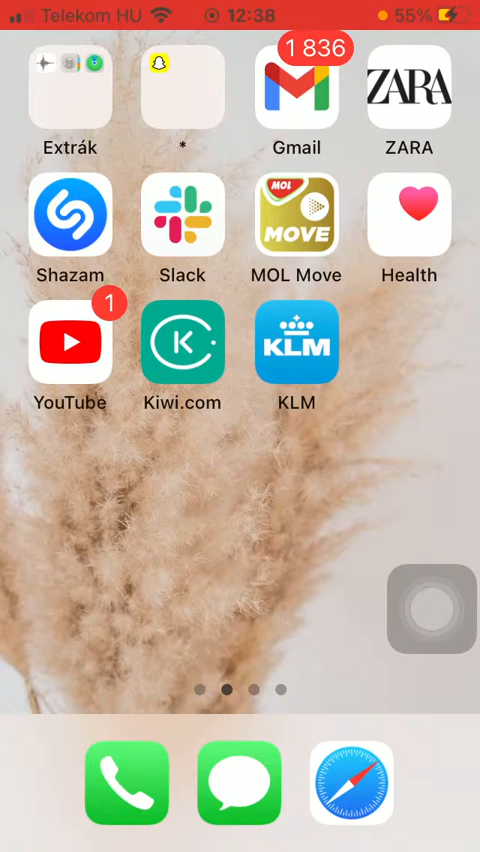 Telekom HU 12:38 55%
1 836
ZARA
Extrák * Gmail ZARA
MOL
MOVE
Shazam Slack MOL Move Health
1
K
KLM
YouTube Kiwi.com KLM